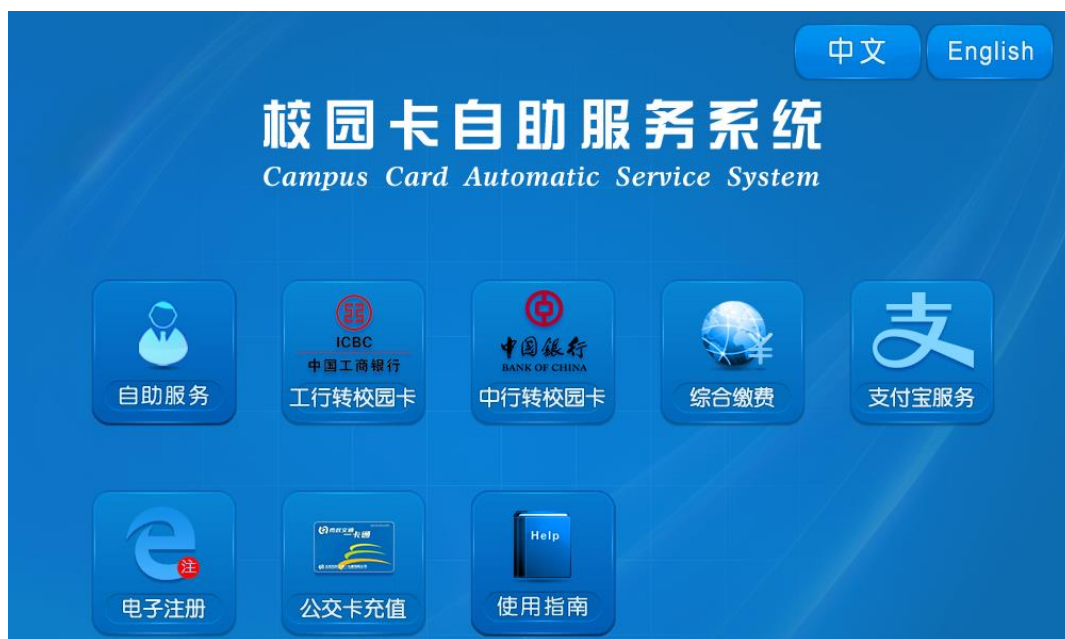 中文 English
校园卡自助服务系统
Campus Card Automatic Service System
ICBC
中国工商银行
中国银行
BANK OF CHINA
自助服务 工行转校园卡 中行转校园卡 综合缴费 支付宝服务
Help
注
电子注册 公交卡充值 使用指南